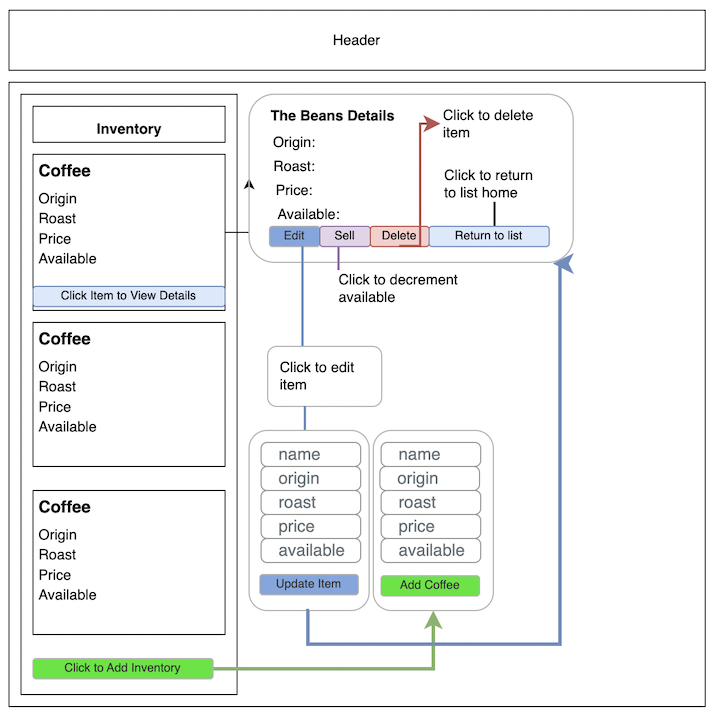 Header
Inventory
Coffee
Origin
Roast
Price
Available
Click Item to View Details
Coffee
Origin
Roast
Price
Available
Coffee
Origin
Roast
Price
Available
Click to Add Inventory
The Beans Details
Origin:
Roast:
Price:
Available:
Edit
Sell
Delete
Return to list
Click to delete
item
Click to return
to list home
Click to decrement
available
Click to edit
item
name
origin
roast
price
available
Update Item
name
origin
roast
price
available
Add Coffee